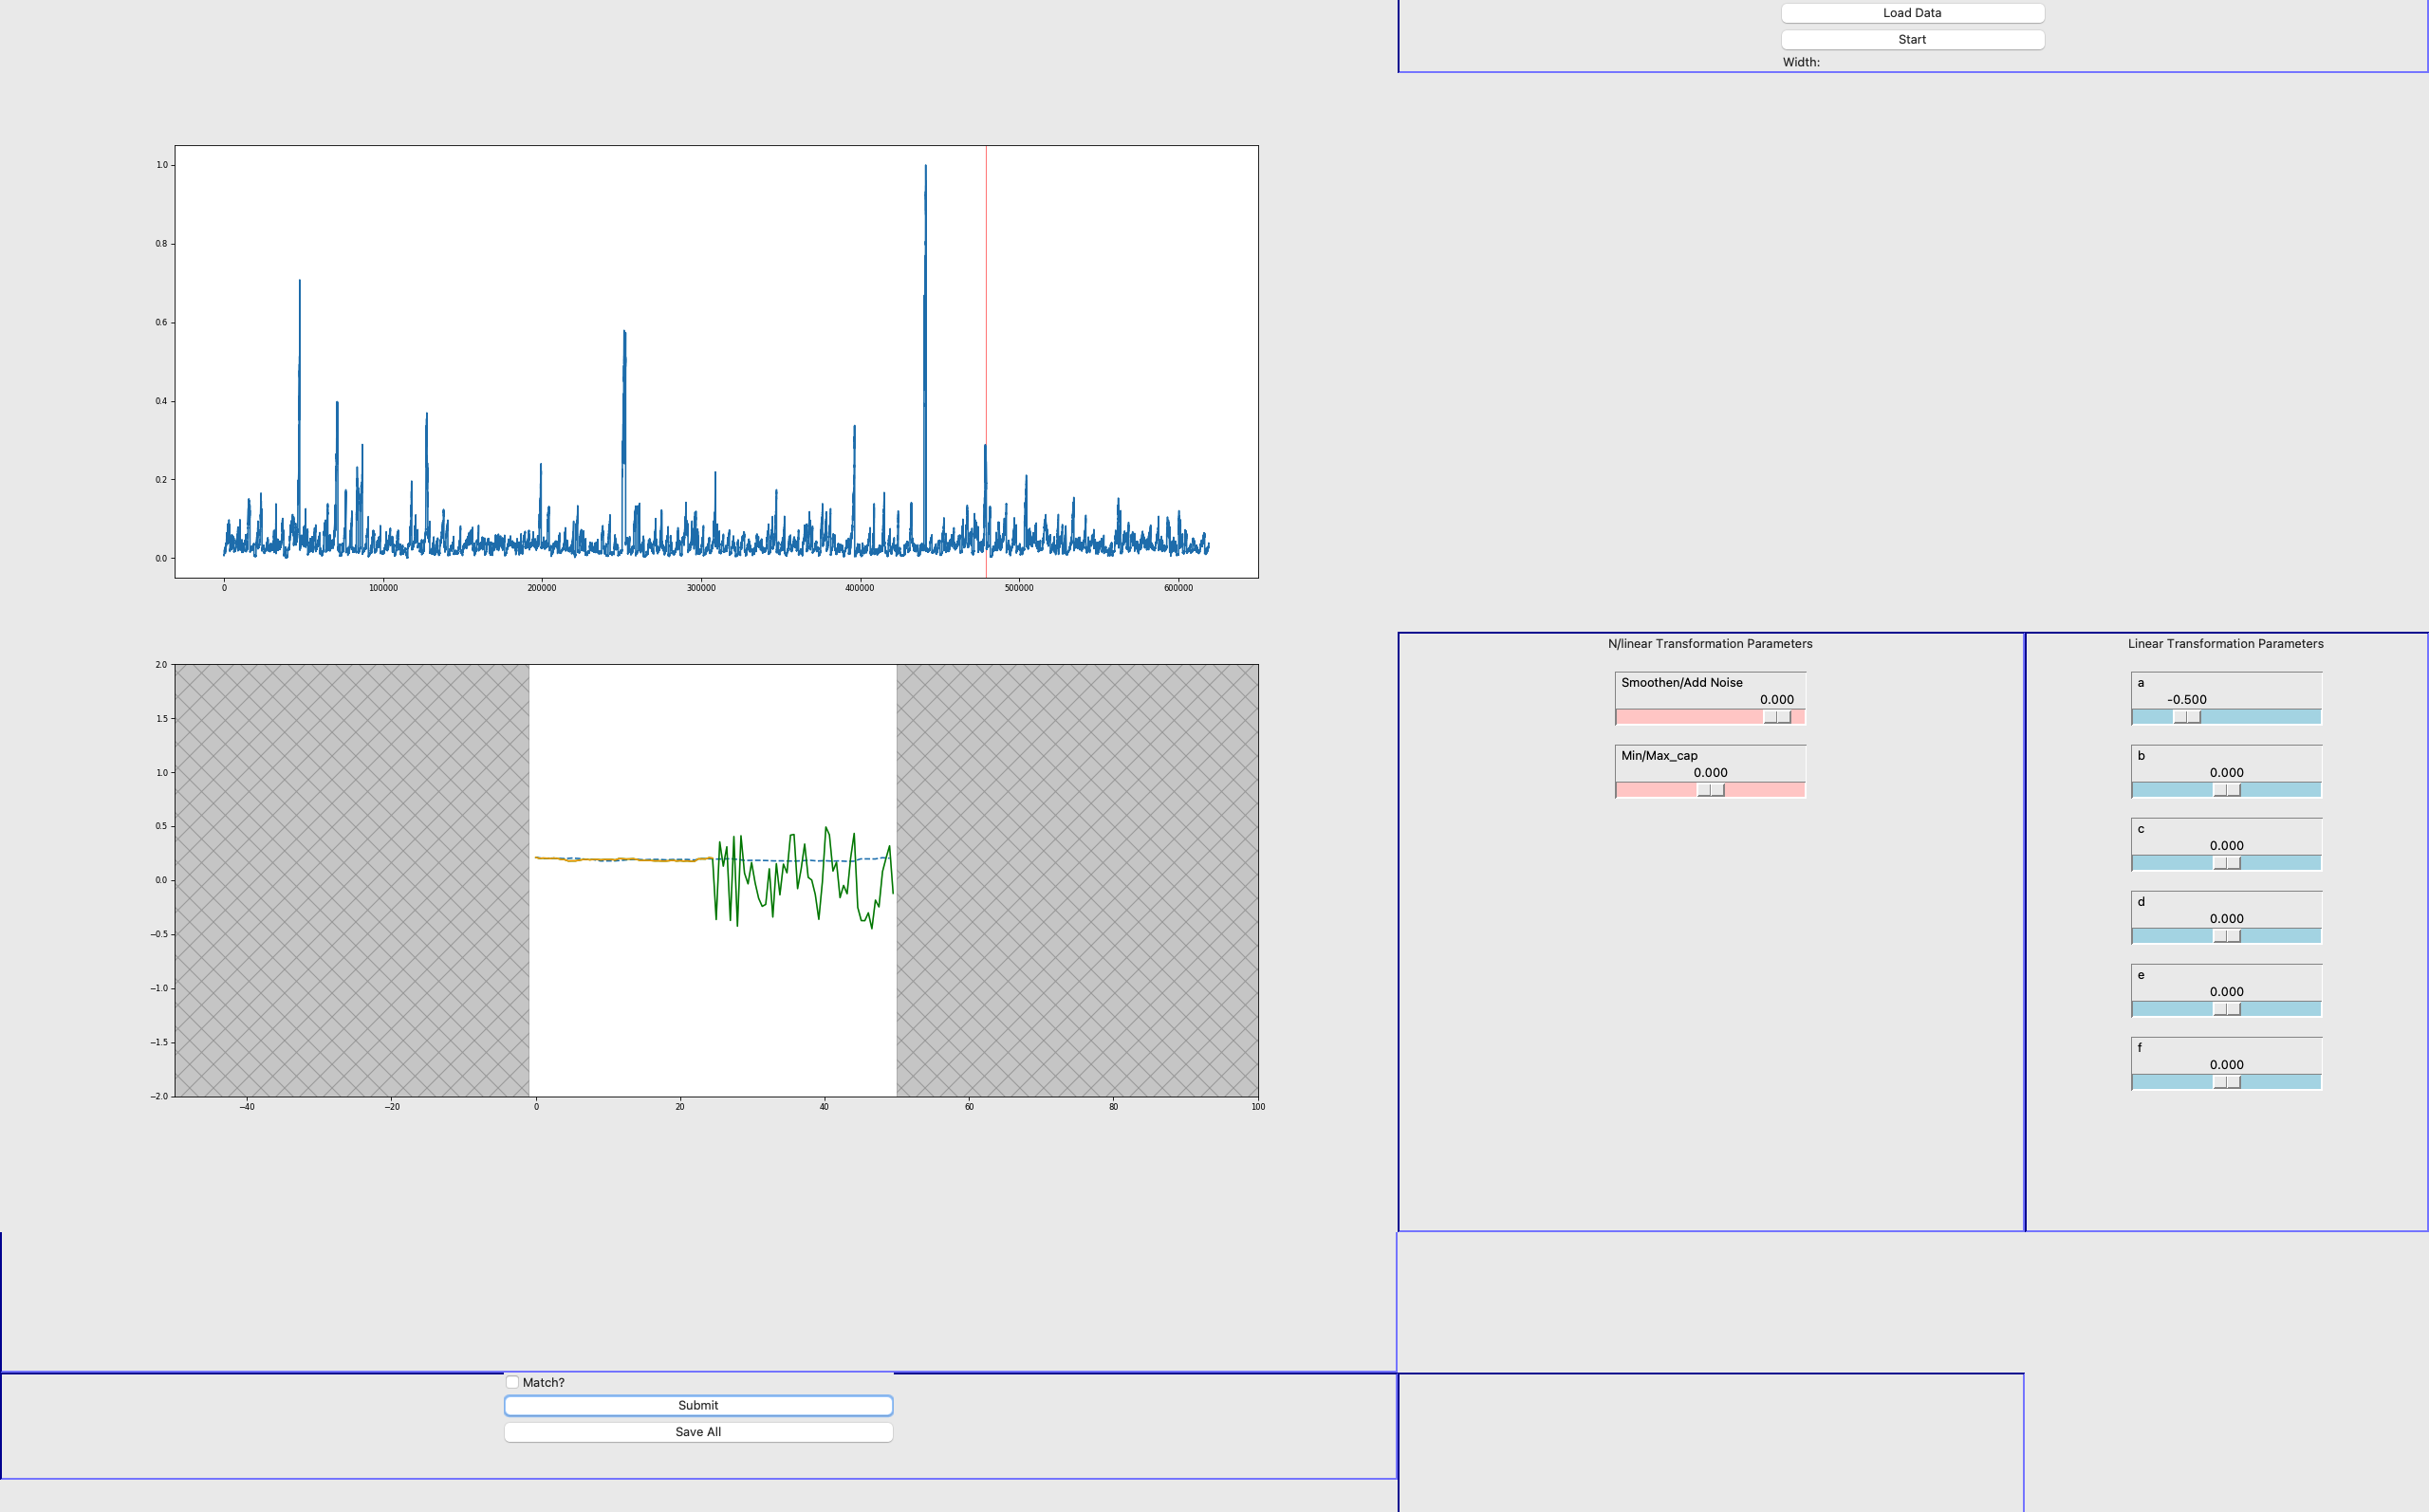 Load Data
Start
Width:
1.0
0.8
0.6
0.4
0.2
0.0
0 100000 200000 300000 400000 500000 600000
N/linear Transformation Parameters
Smoothen/Add Noise
0.000
Min/Max_cap
0.000
Linear Transformation Parameters
a
-0.500
b
0.000
c
0.000
d
0.000
e
0.000
f
0.000
2.0
1.5
1.0
0.5
0.0
−0.5
−1.0
−1.5
−2.0
−40 −20 0 20 40 60 80 100
Match?
Submit
Save All